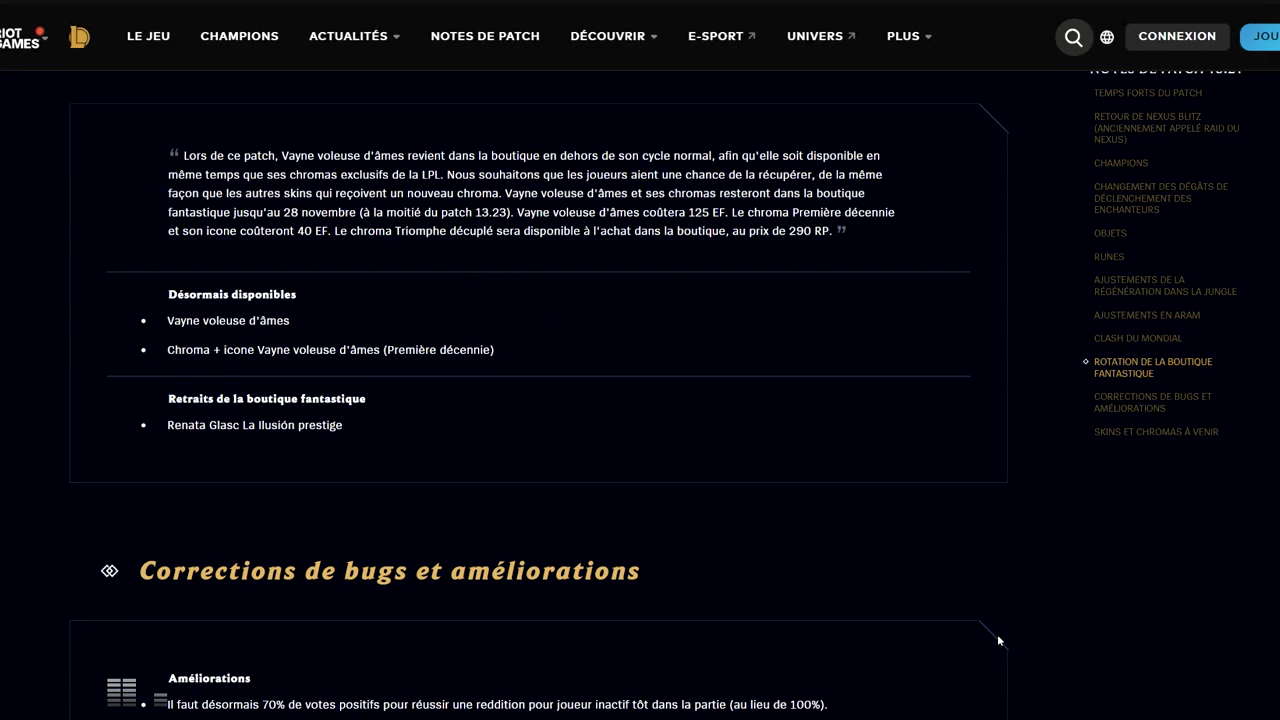 RIOT
GAMES
LE JEU
CHAMPIONS
ACTUALITÉS
NOTES DE PATCH
DÉCOUVRIR
E-SPORT
UNIVERS
PLUS
CONNEXION
JOU
“ Lors de ce patch, Vayne voleuse d'âmes revient dans la boutique en dehors de son cycle normal, afin qu'elle soit disponible en
même temps que ses chromas exclusifs de la LPL. Nous souhaitons que les joueurs aient une chance de la récupérer, de la même
façon que les autres skins qui reçoivent un nouveau chroma. Vayne voleuse d'âmes et ses chromas resteront dans la boutique
fantastique jusqu'au 28 novembre (à la moitié du patch 13.23). Vayne voleuse d'âmes coûtera 125 EF. Le chroma Première décennie
et son icone coûteront 40 EF. Le chroma Triomphe décuplé sera disponible à l'achat dans la boutique, au prix de 290 RP. ”
Désormais disponibles
• Vayne voleuse d'âmes
• Chroma + icone Vayne voleuse d'âmes (Première décennie)
Retraits de la boutique fantastique
• Renata Glasc La Ilusión prestige
Corrections de bugs et améliorations
Améliorations
• Il faut désormais 70% de votes positifs pour réussir une reddition pour joueur inactif tôt dans la partie (au lieu de 100%).
NOTES DE PATCH
TEMPS FORTS DU PATCH
RETOUR DE NEXUS BLITZ
(ANCIENNEMENT APPELÉ RAID DU
NEXUS)
CHAMPIONS
CHANGEMENT DES DÉGÂTS DE
DÉCLENCHEMENT DES
ENCHANTEURS
OBJETS
RUNES
AJUSTEMENTS DE LA
RÉGÉNÉRATION DANS LA JUNGLE
AJUSTEMENTS EN ARAM
CLASH DU MONDIAL
ROTATION DE LA BOUTIQUE
FANTASTIQUE
CORRECTIONS DE BUGS ET
AMÉLIORATIONS
SKINS ET CHROMAS À VENIR